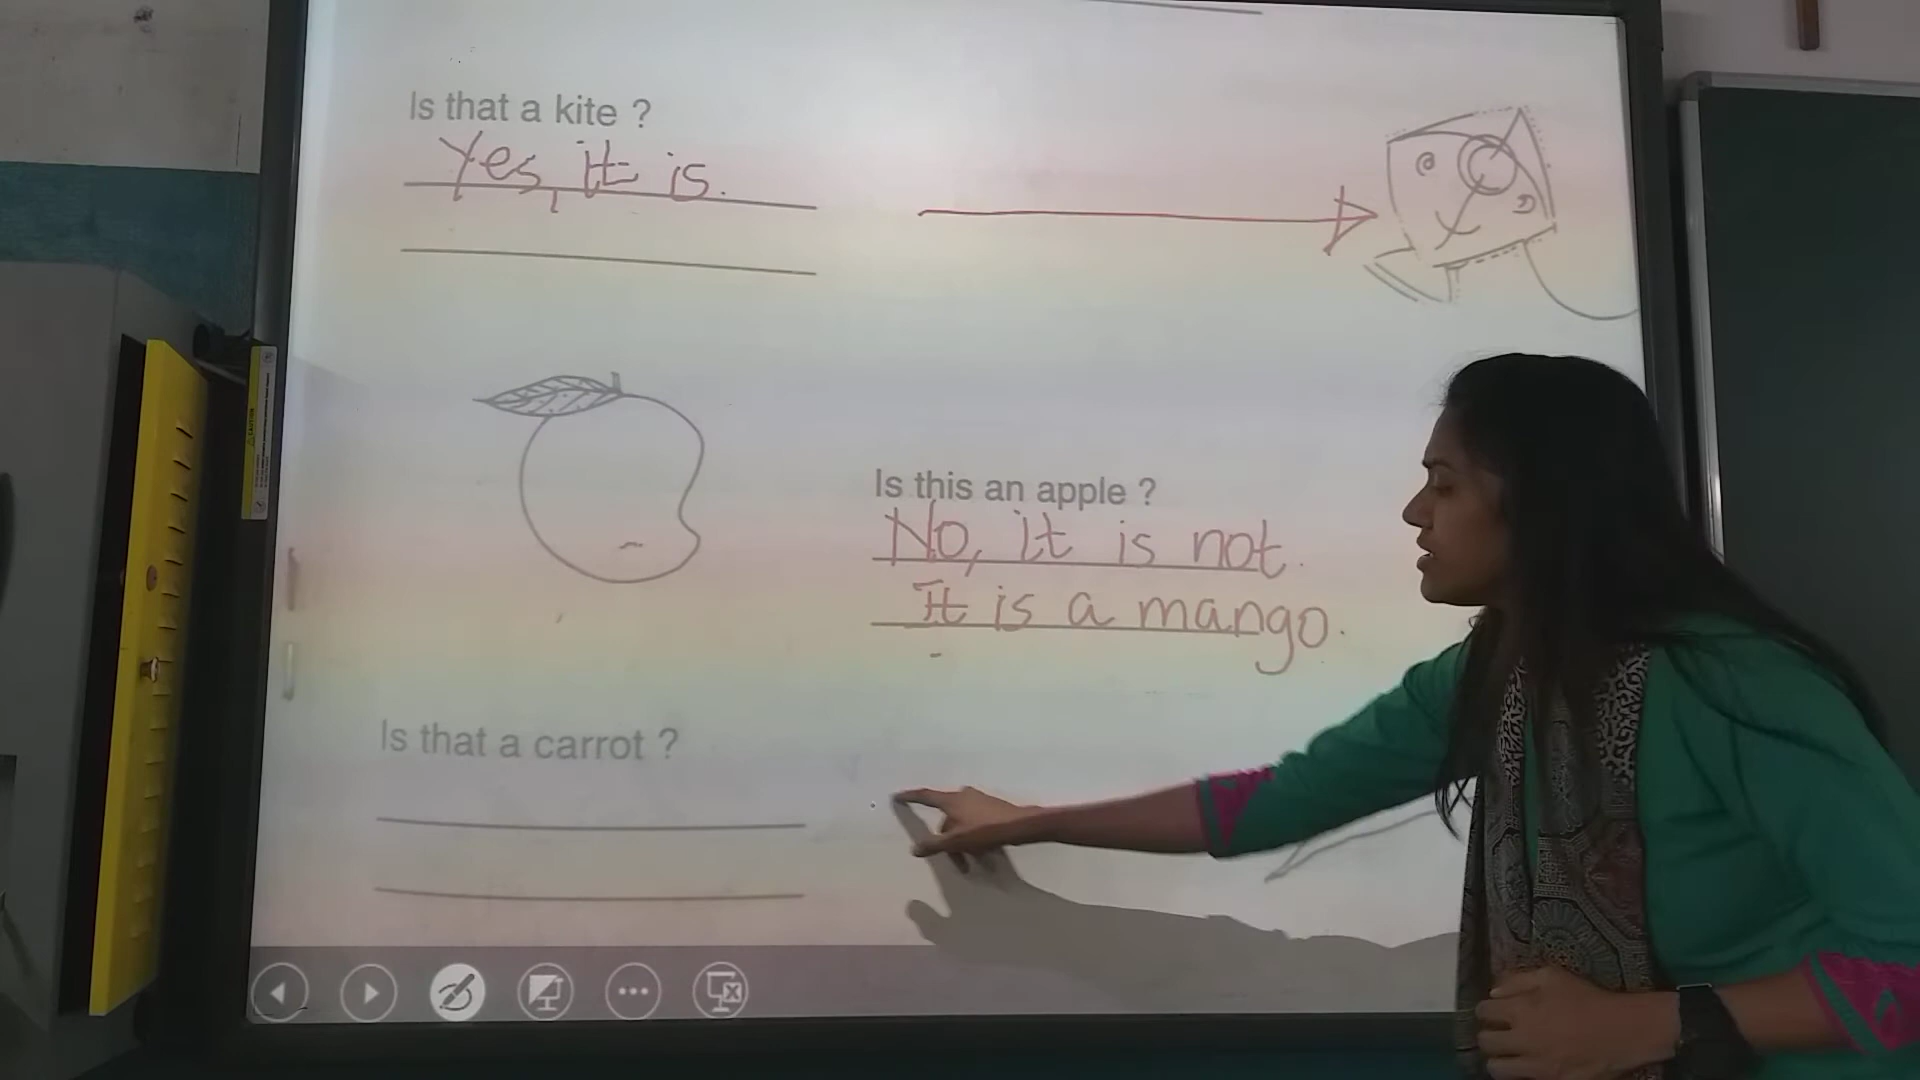 Is that a kite ?
Yes, it is.
Is this an apple ?
No, it is not.
It is a mango.
Is that a carrot ?